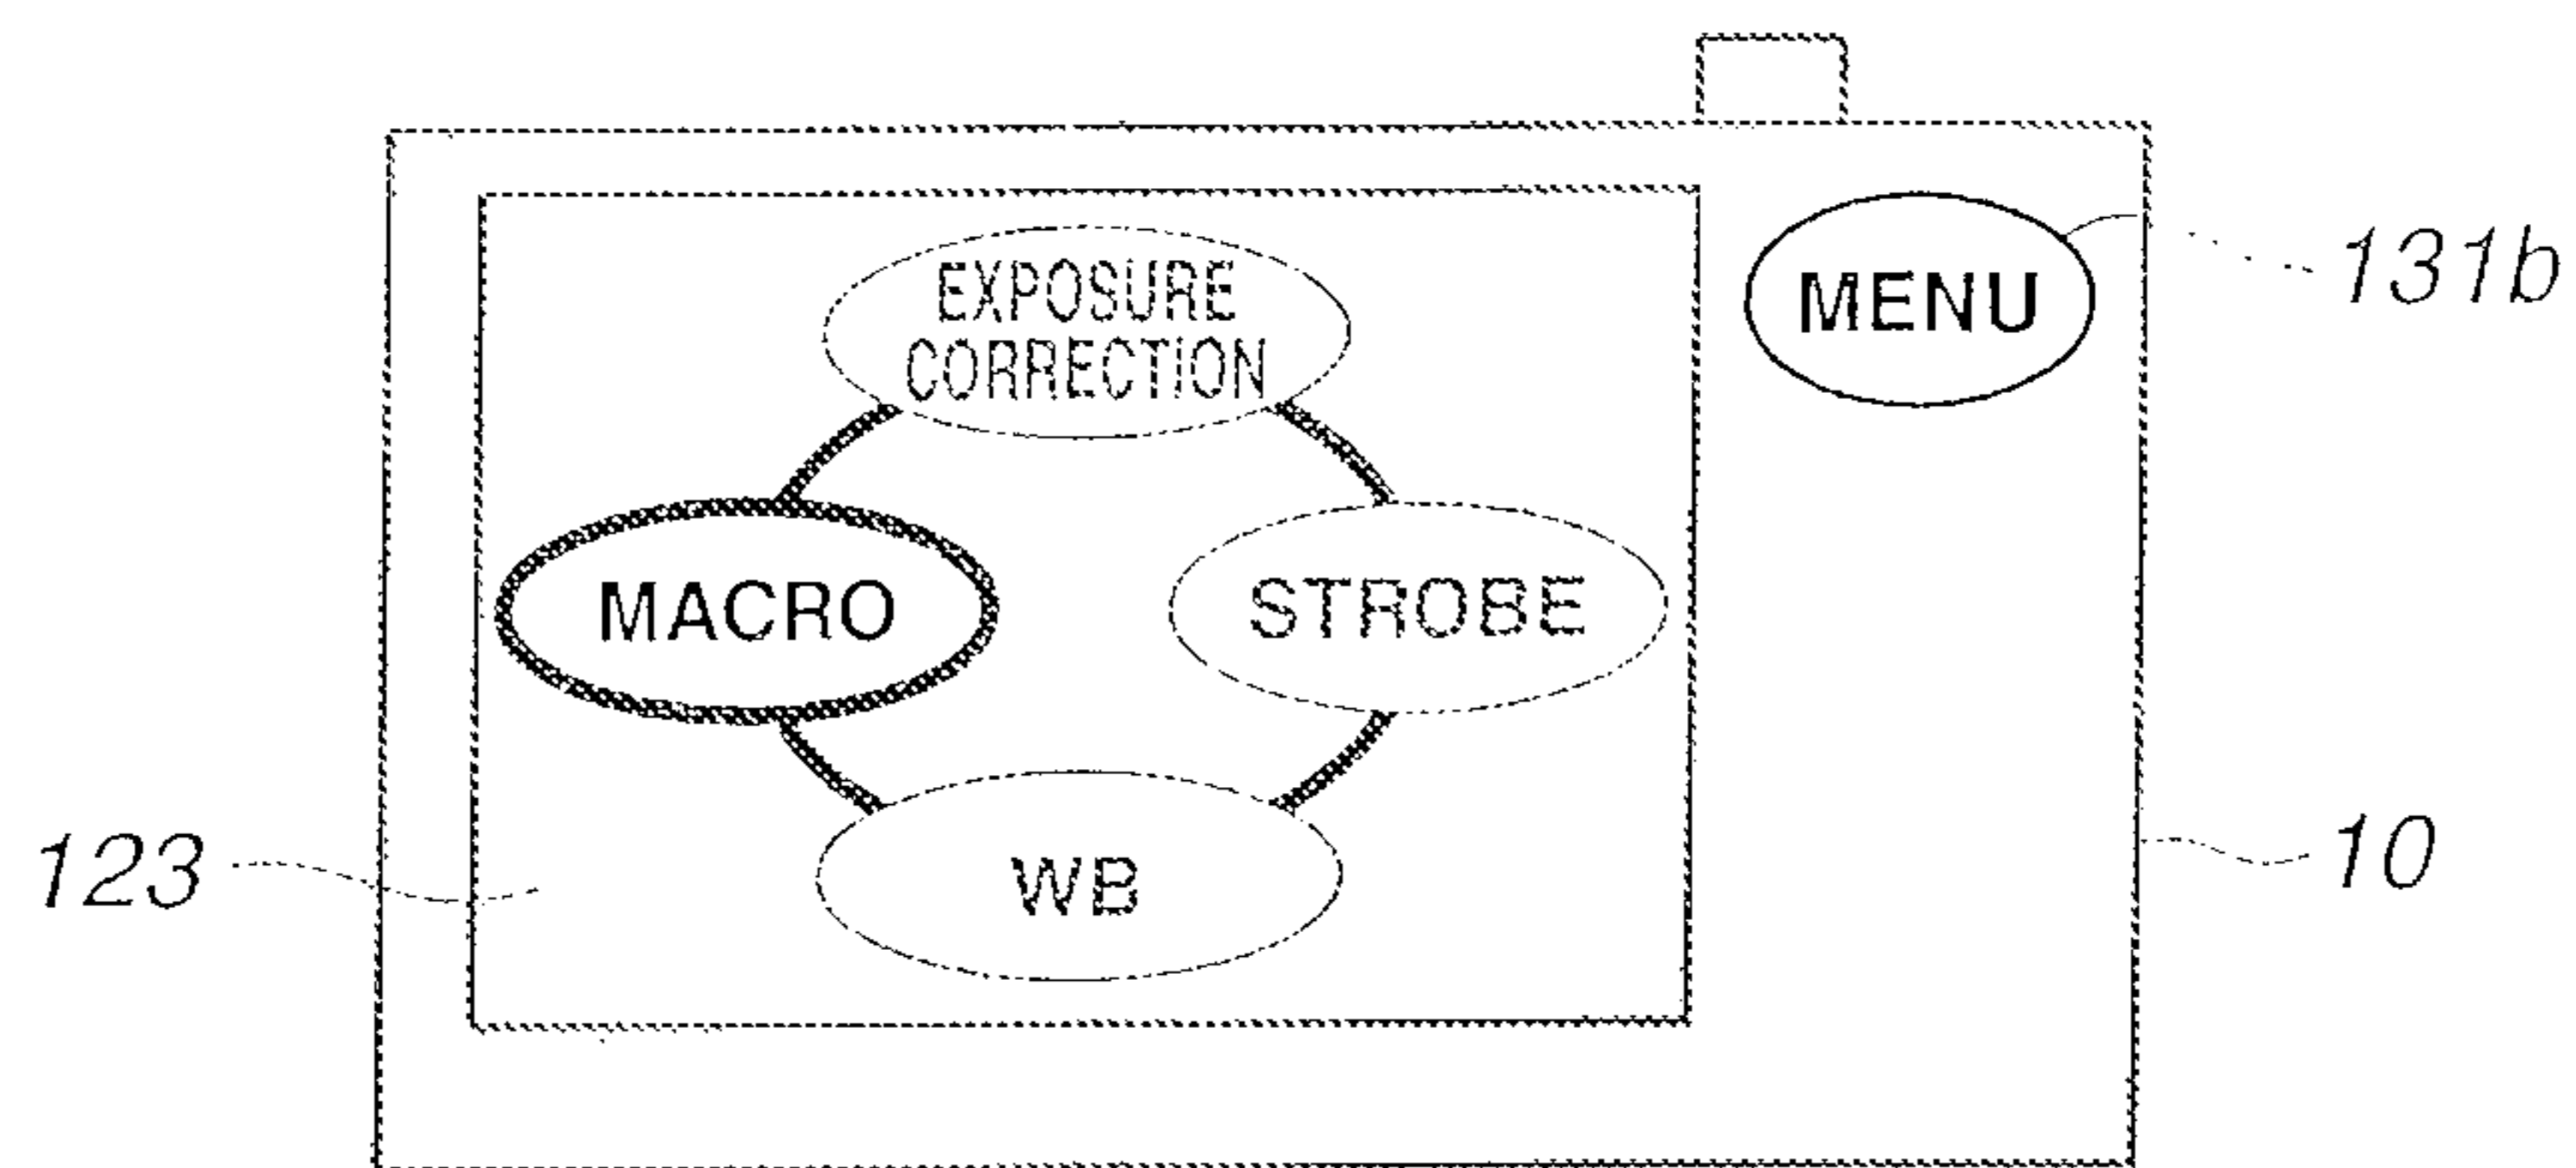 EXPOSURE
CORRECTION
MENU
131b
MACRO
STROBE
WB
123
10